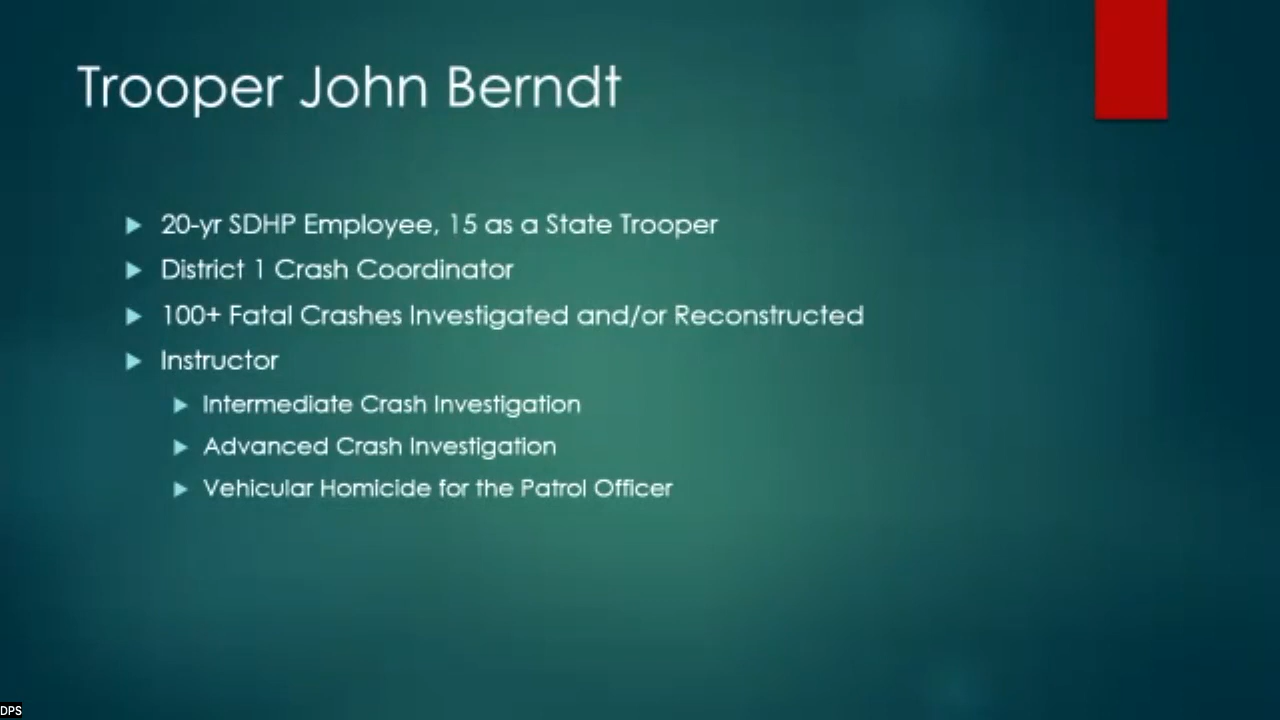 Trooper John Berndt
20-yr SDHP Employee, 15 as a State Trooper
District 1 Crash Coordinator
100+ Fatal Crashes Investigated and/or Reconstructed
Instructor
Intermediate Crash Investigation
Advanced Crash Investigation
Vehicular Homicide for the Patrol Officer
DPS